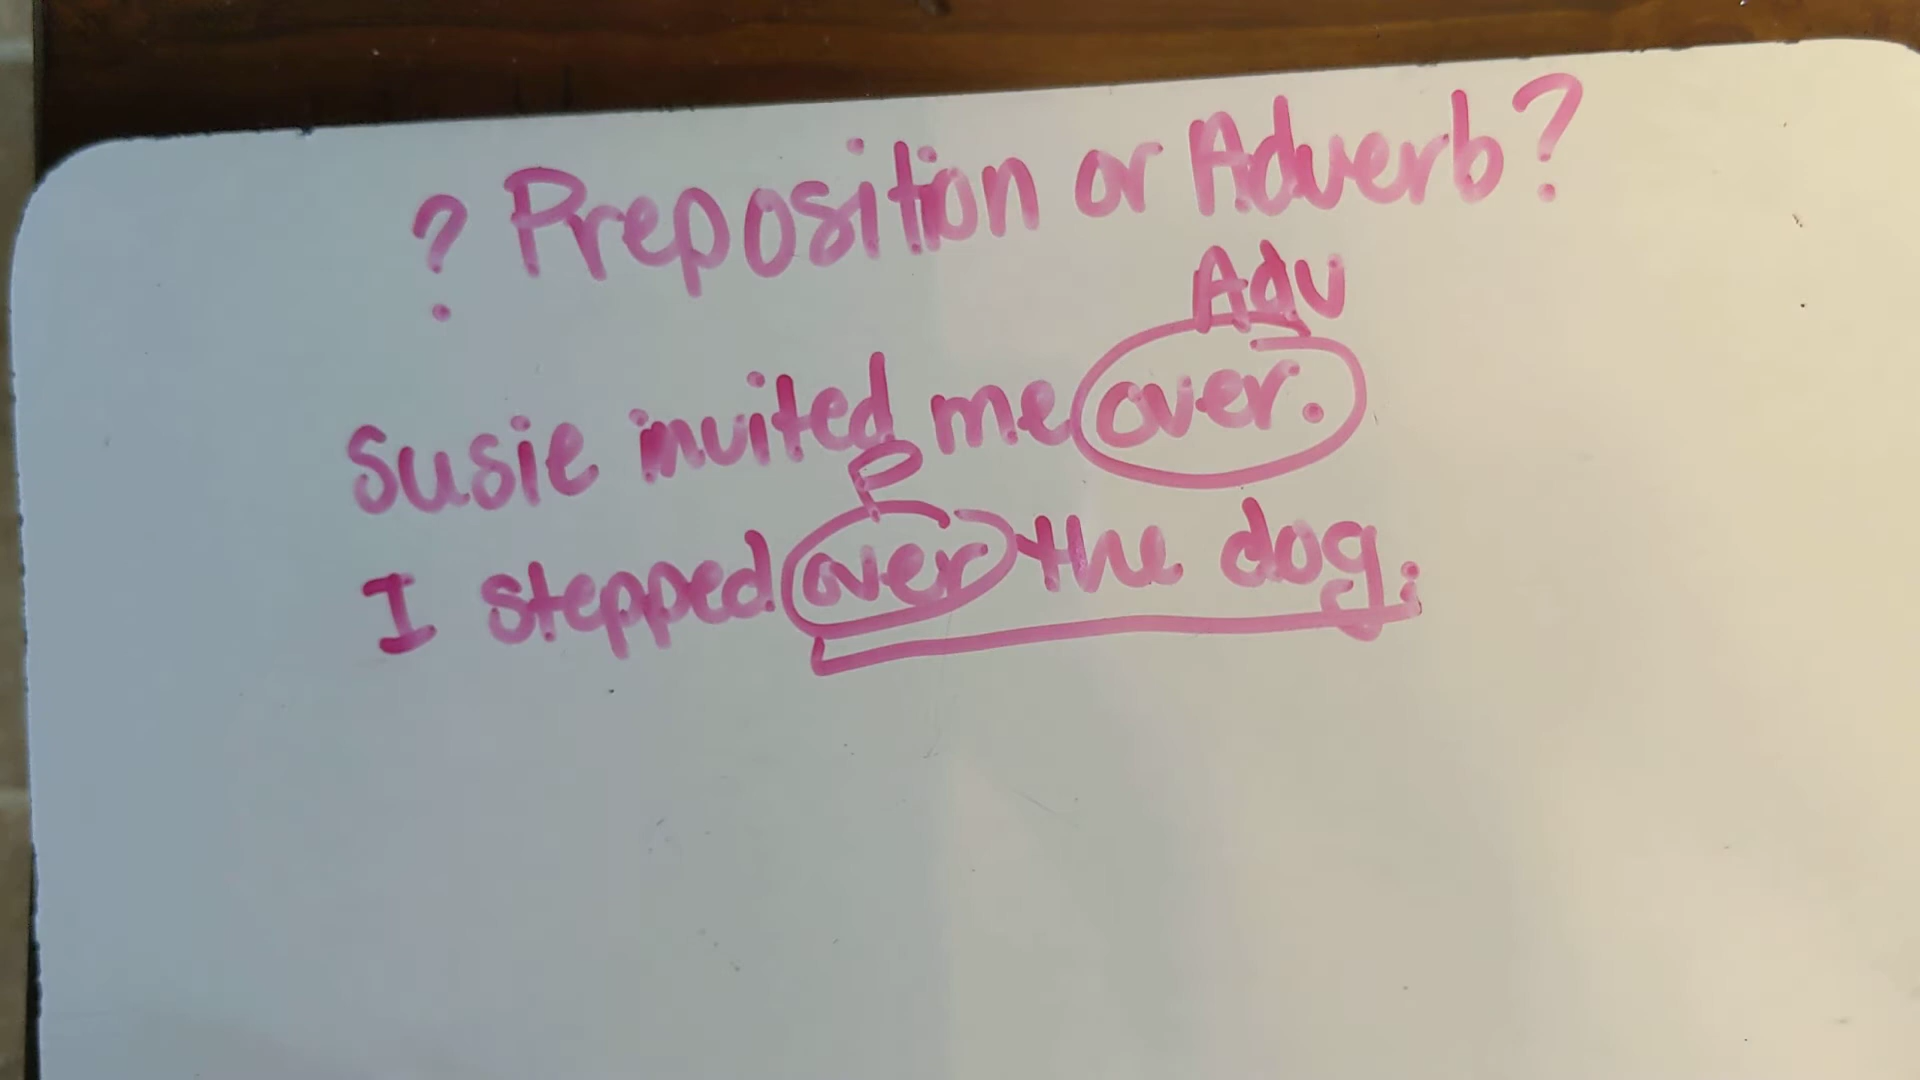 ? Preposition or Adverb?
Adv
Susie invited me over.
P
I stepped over the dog.